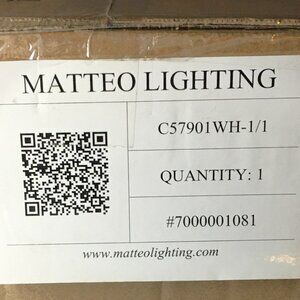 MATTEO LIGHTING
C57901WH-1/1
QUANTITY: 1
#7000001081
www.matteolighting.com